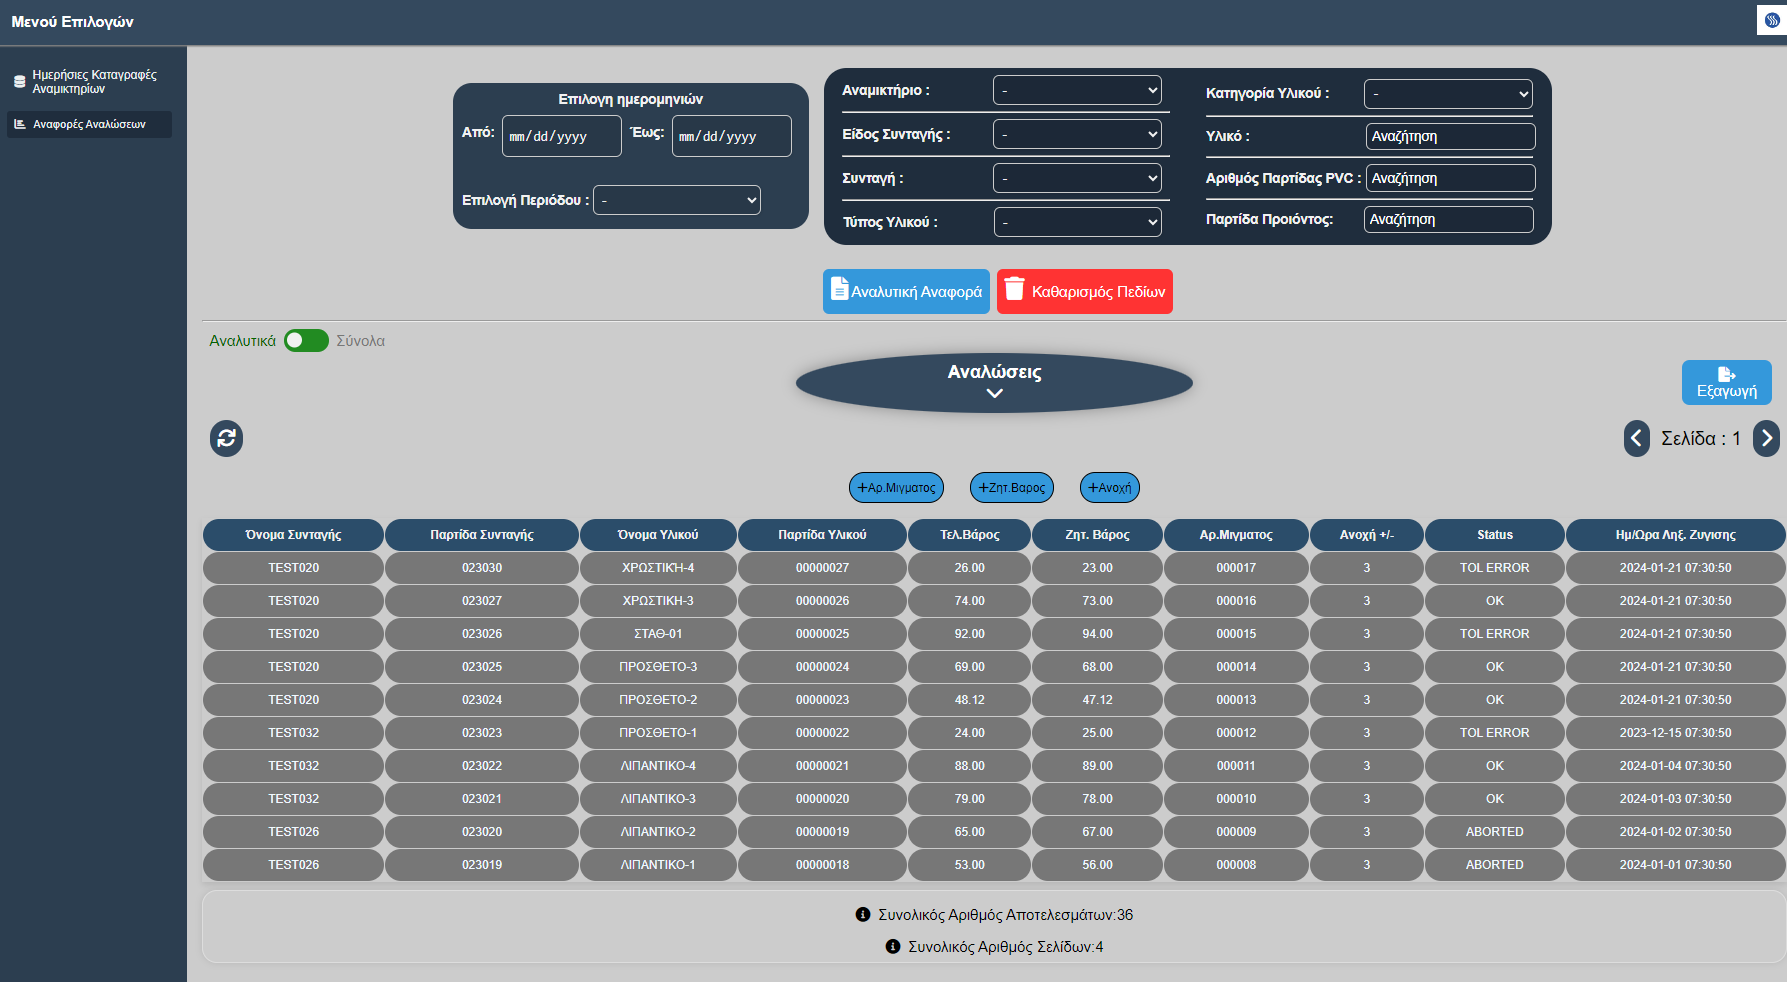 Μενού Επιλογών
Ημερήσιες Καταγραφές
Αναμικτηρίων
Αναφορές Αναλώσεων
Επιλογη ημερομηνιών
Από: mm/dd/yyyy Έως: mm/dd/yyyy
Επιλογή Περιόδου : -
Αναμικτήριο : -
Είδος Συνταγής : -
Συνταγή : -
Τύπος Υλικού : -
Κατηγορία Υλικού : -
Υλικό : Αναζήτηση
Αριθμός Παρτίδας PVC : Αναζήτηση
Παρτίδα Προιόντος: Αναζήτηση
Αναλυτική Αναφορά Καθαρισμός Πεδίων
Αναλυτικά Σύνολα
Αναλώσεις
Εξαγωγή
Σελίδα : 1
+Αρ.Μιγματος +Ζητ.Βαρος +Ανοχή
Όνομα Συνταγής Παρτίδα Συνταγής Όνομα Υλικού Παρτίδα Υλικού Τελ.Βάρος Ζητ. Βάρος Αρ.Μιγματος Ανοχή +/- Status Ημ/Ωρα Ληξ. Ζυγισης
TEST020 023030 ΧΡΩΣΤΙΚΉ-4 00000027 26.00 23.00 000017 3 TOL ERROR 2024-01-21 07:30:50
TEST020 023027 ΧΡΩΣΤΙΚΗ-3 00000026 74.00 73.00 000016 3 OK 2024-01-21 07:30:50
TEST020 023026 ΣΤΑΘ-01 00000025 92.00 94.00 000015 3 TOL ERROR 2024-01-21 07:30:50
TEST020 023025 ΠΡΟΣΘΕΤΟ-3 00000024 69.00 68.00 000014 3 OK 2024-01-21 07:30:50
TEST020 023024 ΠΡΟΣΘΕΤΟ-2 00000023 48.12 47.12 000013 3 OK 2024-01-21 07:30:50
TEST032 023023 ΠΡΟΣΘΕΤΟ-1 00000022 24.00 25.00 000012 3 TOL ERROR 2023-12-15 07:30:50
TEST032 023022 ΛΙΠΑΝΤΙΚΟ-4 00000021 88.00 89.00 000011 3 OK 2024-01-04 07:30:50
TEST032 023021 ΛΙΠΑΝΤΙΚΟ-3 00000020 79.00 78.00 000010 3 OK 2024-01-03 07:30:50
TEST026 023020 ΛΙΠΑΝΤΙΚΟ-2 00000019 65.00 67.00 000009 3 ABORTED 2024-01-02 07:30:50
TEST026 023019 ΛΙΠΑΝΤΙΚΟ-1 00000018 53.00 56.00 000008 3 ABORTED 2024-01-01 07:30:50
Συνολικός Αριθμός Αποτελεσμάτων:36
Συνολικός Αριθμός Σελίδων:4